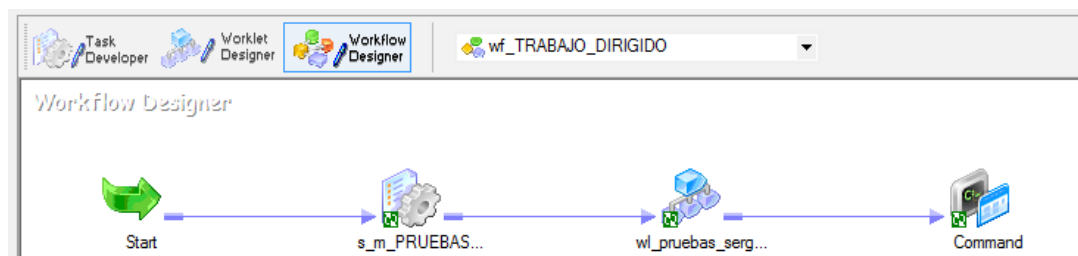 Task
Developer
Worklet
Designer
Workflow
Designer
wf_TRABAJO_DIRIGIDO
Workflow Designer
Start
s_m_PRUEBAS...
wl_pruebas_serg...
Command